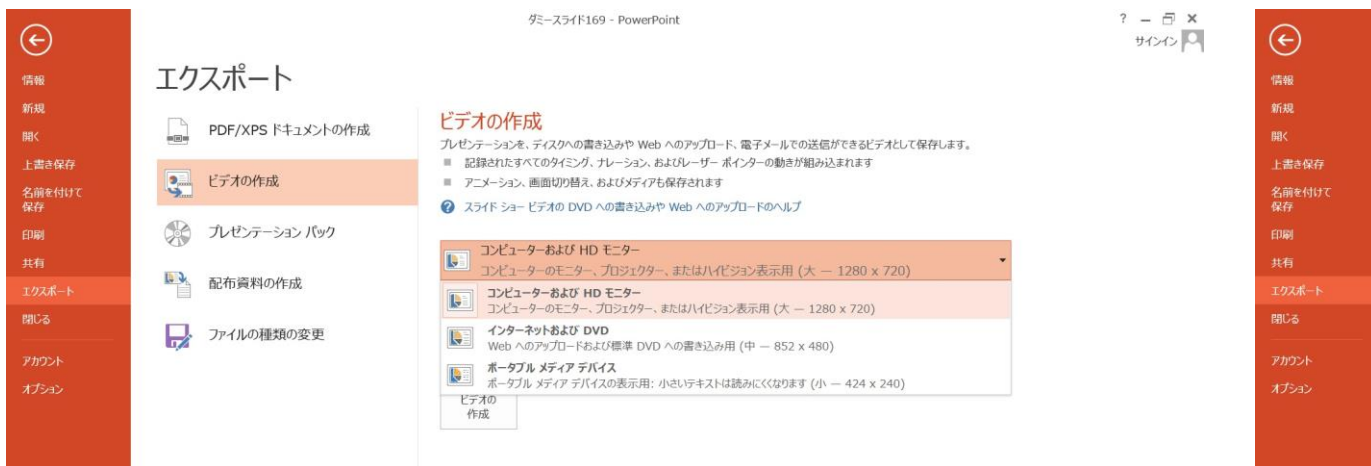 ダミースライド169 - PowerPoint
?
サインイン
情報
新規
開く
上書き保存
名前を付けて
保存
印刷
共有
エクスポート
閉じる
アカウント
オプション
エクスポート
PDF/XPS ドキュメントの作成
ビデオの作成
プレゼンテーション パック
配布資料の作成
ファイルの種類の変更
ビデオの作成
プレゼンテーションを、ディスクへの書き込みや Web へのアップロード、電子メールでの送信ができるビデオとして保存します。
記録されたすべてのタイミング、ナレーション、およびレーザー ポインターの動きが組み込まれます
アニメーション、画面切り替え、およびメディアも保存されます
スライド ショー ビデオの DVD への書き込みや Web へのアップロードのヘルプ
コンピューターおよび HD モニター
コンピューターのモニター、プロジェクター、またはハイビジョン表示用 (大 — 1280 x 720)
コンピューターおよび HD モニター
コンピューターのモニター、プロジェクター、またはハイビジョン表示用 (大 — 1280 x 720)
インターネットおよび DVD
Web へのアップロードおよび標準 DVD への書き込み用 (中 — 852 x 480)
ポータブル メディア デバイス
ポータブル メディア デバイスの表示用: 小さいテキストは読みにくくなります (小 — 424 x 240)
ビデオの
作成
情報
新規
開く
上書き保存
名前を付けて
保存
印刷
共有
エクスポート
閉じる
アカウント
オプション